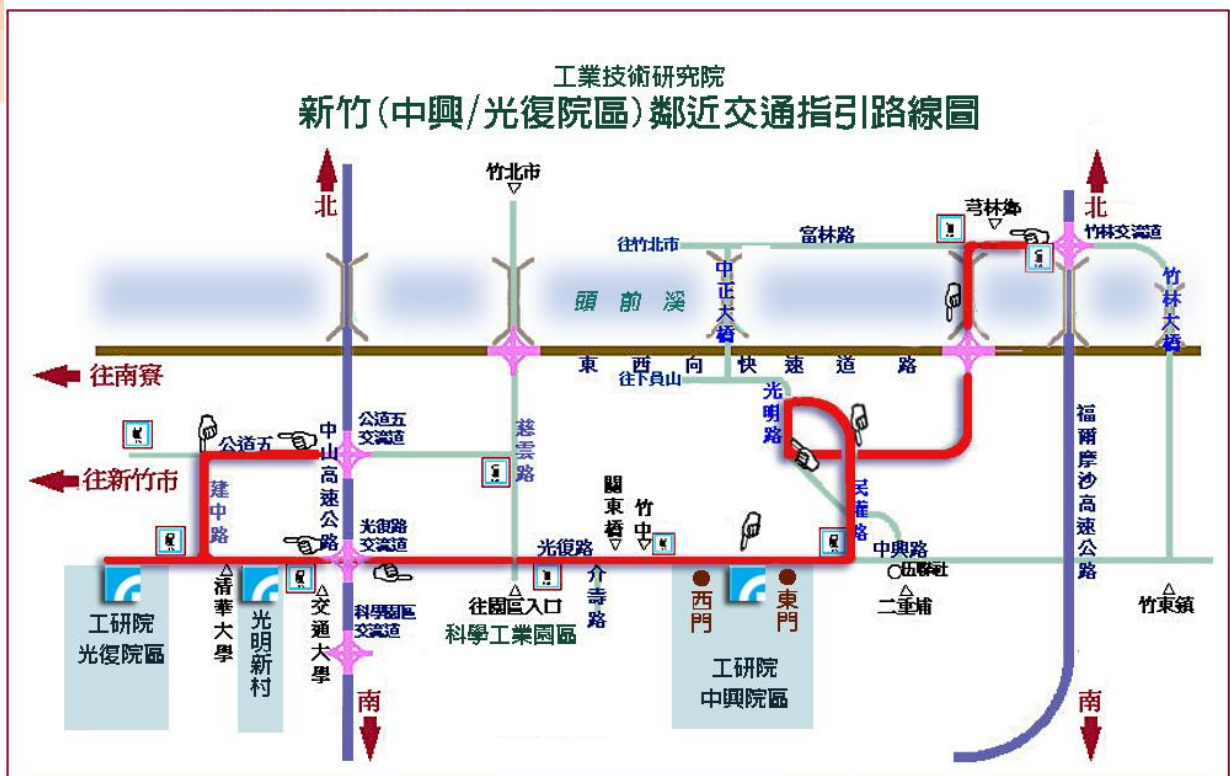 工業技術研究院
新竹(中興/光復院區)鄰近交通指引路線圖
北
竹北市
芎林鄉
北
往竹北市
富林路
竹林交流道
中正大橋
竹林大橋
頭前溪
東西向快速道路
往南寮
往下員山
光明路
福爾摩沙高速公路
公道五
中山高速公路
公道五
交流道
慈雲路
往新竹市
建中路
關東橋
竹中
民權路
光復路
交流道
光復路
中興路
介壽路
伍聯社
二重埔
竹東鎮
工研院
光復院區
清華大學
光明新村
交通大學
科學園區
交流道
往園區入口
科學工業園區
西門
東門
工研院
中興院區
南
南